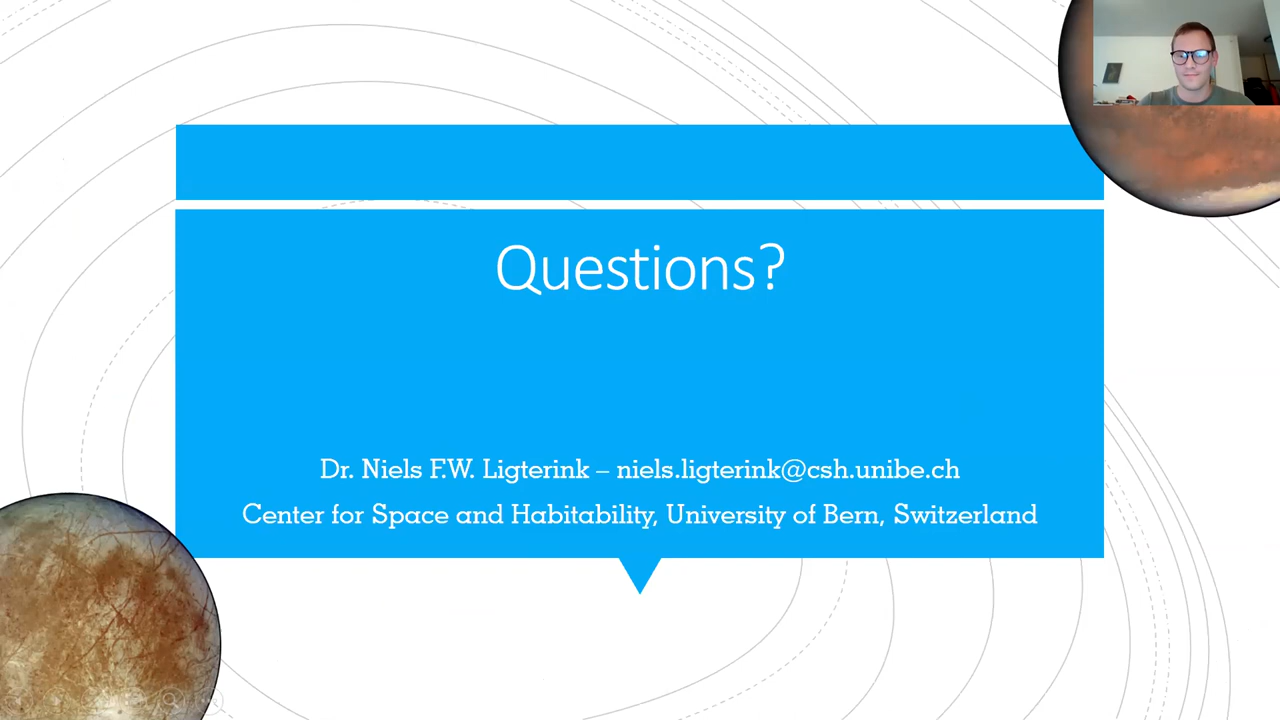 Questions?
Dr. Niels F.W. Ligterink – niels.ligterink@csh.unibe.ch
Center for Space and Habitability, University of Bern, Switzerland